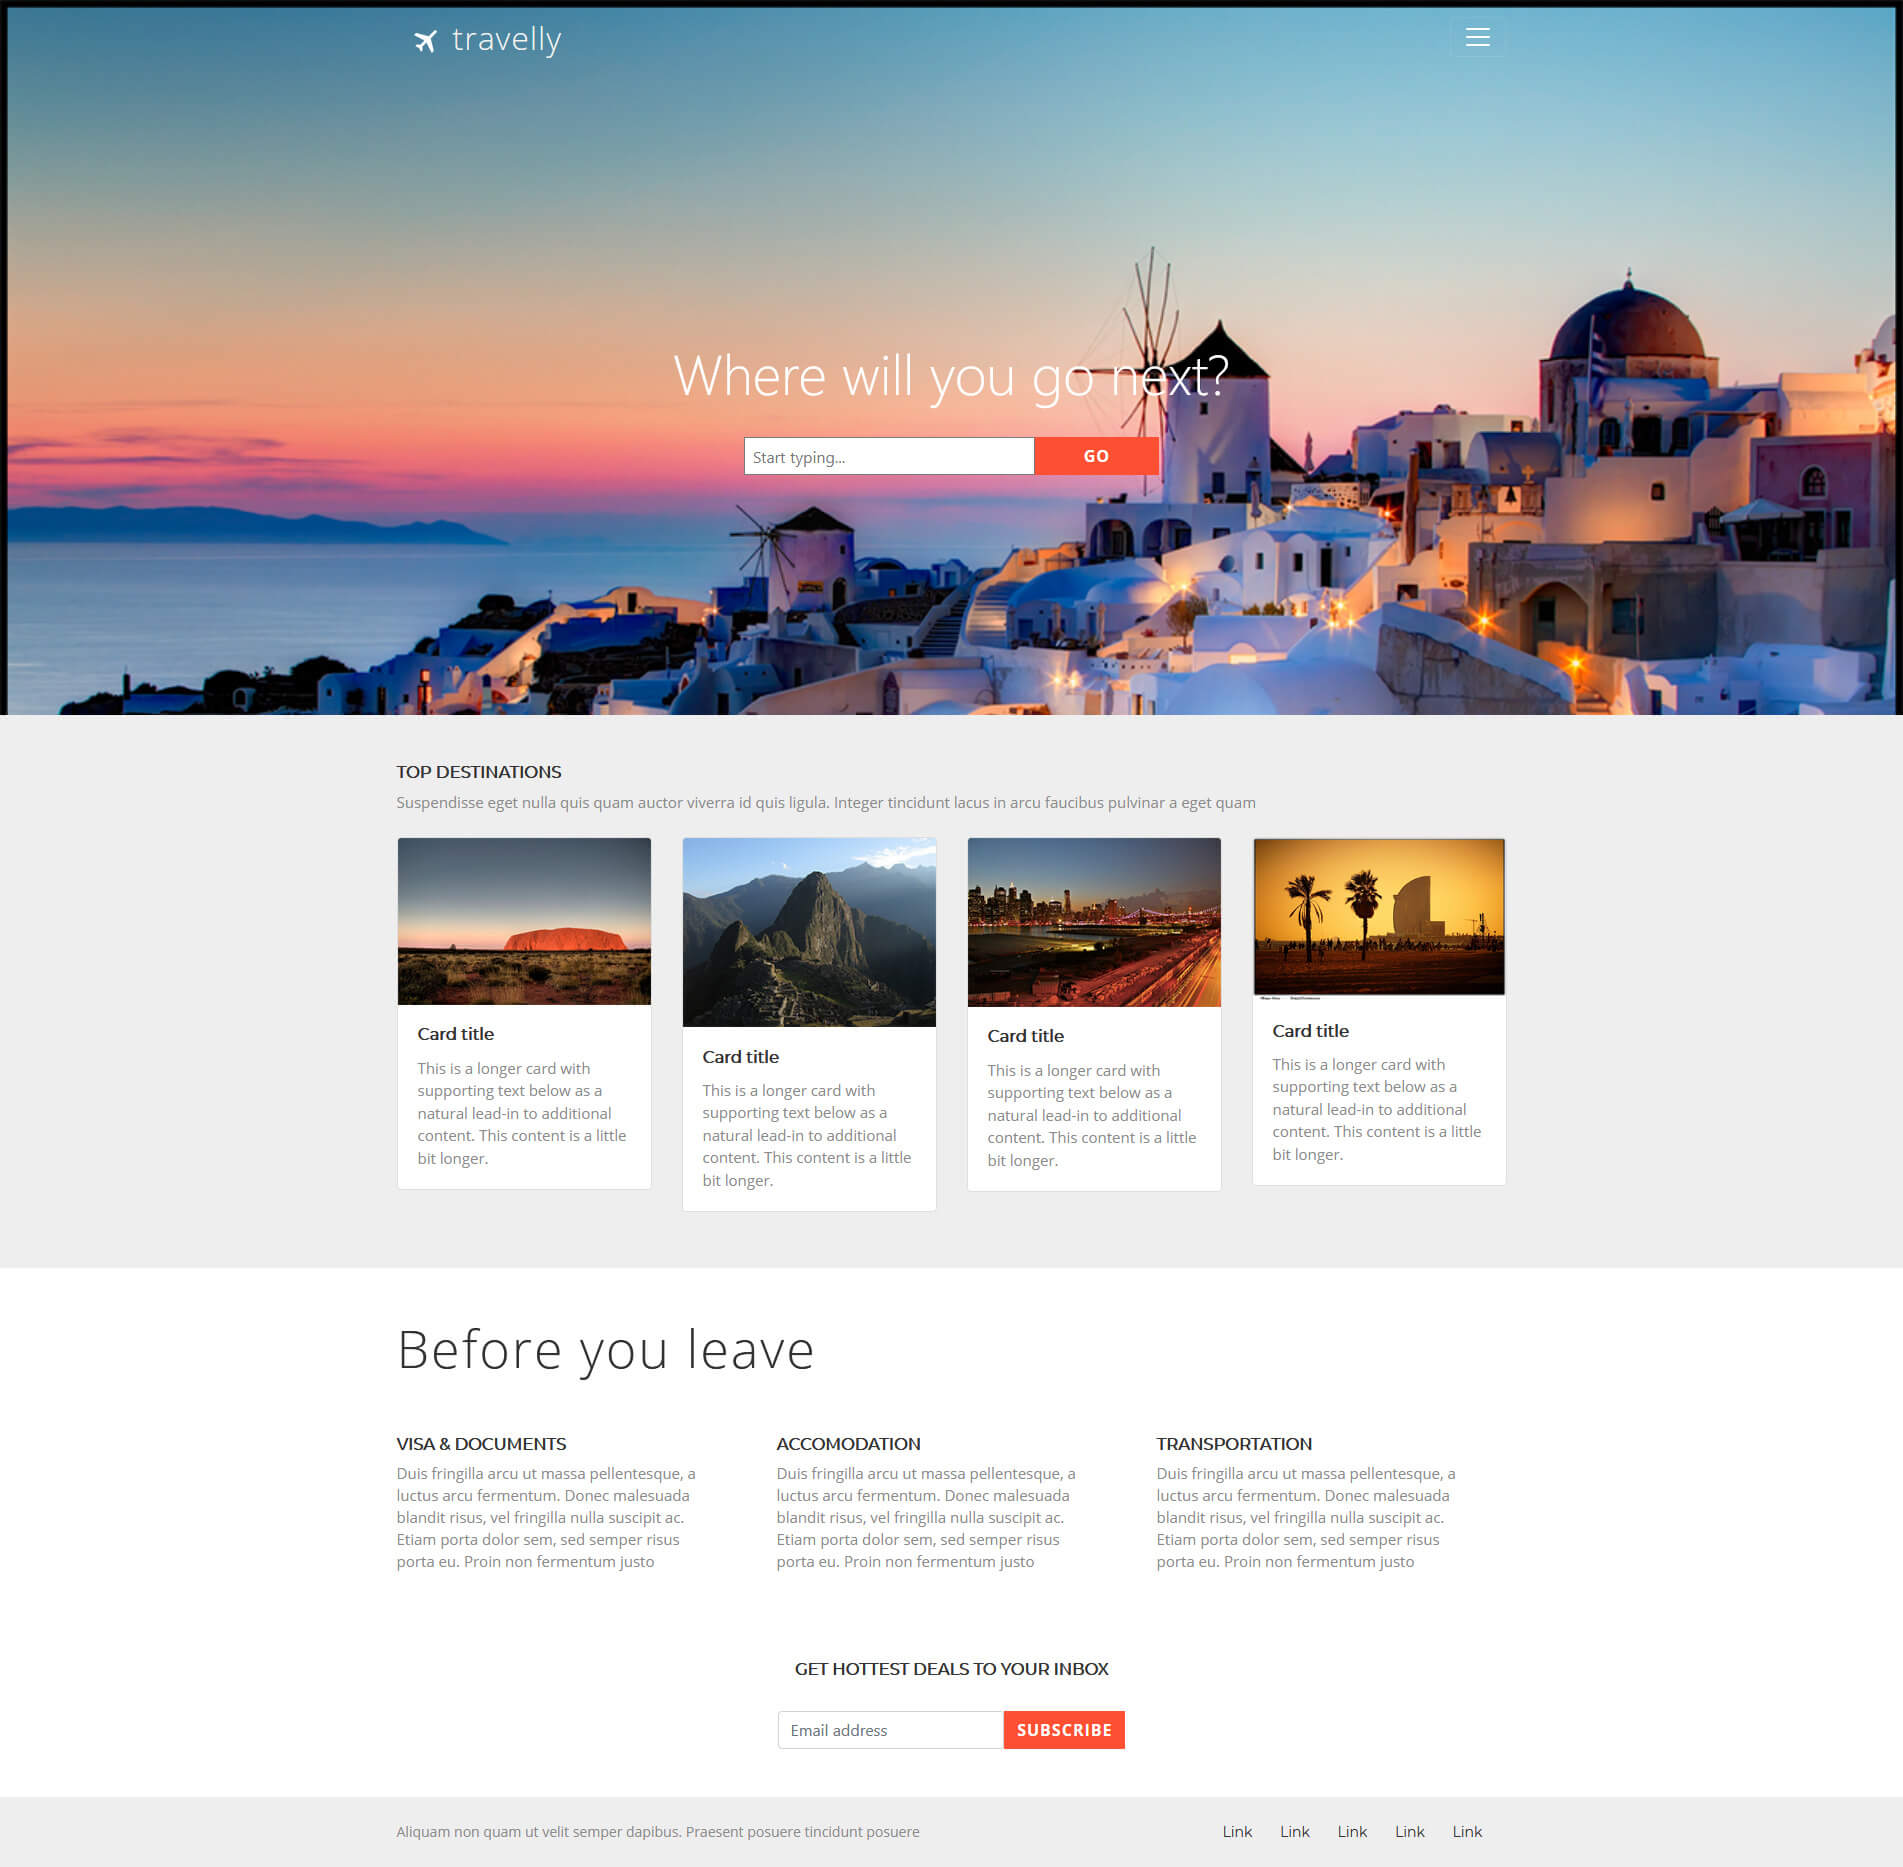 travelly
Where will you go next?
Start typing...
GO
TOP DESTINATIONS
Suspendisse eget nulla quis quam auctor viverra id quis ligula. Integer tincidunt lacus in arcu faucibus pulvinar a eget quam
Card title
This is a longer card with
supporting text below as a
natural lead-in to additional
content. This content is a little
bit longer.
Card title
This is a longer card with
supporting text below as a
natural lead-in to additional
content. This content is a little
bit longer.
Card title
This is a longer card with
supporting text below as a
natural lead-in to additional
content. This content is a little
bit longer.
Card title
This is a longer card with
supporting text below as a
natural lead-in to additional
content. This content is a little
bit longer.
Before you leave
VISA & DOCUMENTS
Duis fringilla arcu ut massa pellentesque, a
luctus arcu fermentum. Donec malesuada
blandit risus, vel fringilla nulla suscipit ac.
Etiam porta dolor sem, sed semper risus
porta eu. Proin non fermentum justo
ACCOMODATION
Duis fringilla arcu ut massa pellentesque, a
luctus arcu fermentum. Donec malesuada
blandit risus, vel fringilla nulla suscipit ac.
Etiam porta dolor sem, sed semper risus
porta eu. Proin non fermentum justo
TRANSPORTATION
Duis fringilla arcu ut massa pellentesque, a
luctus arcu fermentum. Donec malesuada
blandit risus, vel fringilla nulla suscipit ac.
Etiam porta dolor sem, sed semper risus
porta eu. Proin non fermentum justo
GET HOTTEST DEALS TO YOUR INBOX
Email address
SUBSCRIBE
Aliquam non quam ut velit semper dapibus. Praesent posuere tincidunt posuere
Link Link Link Link Link